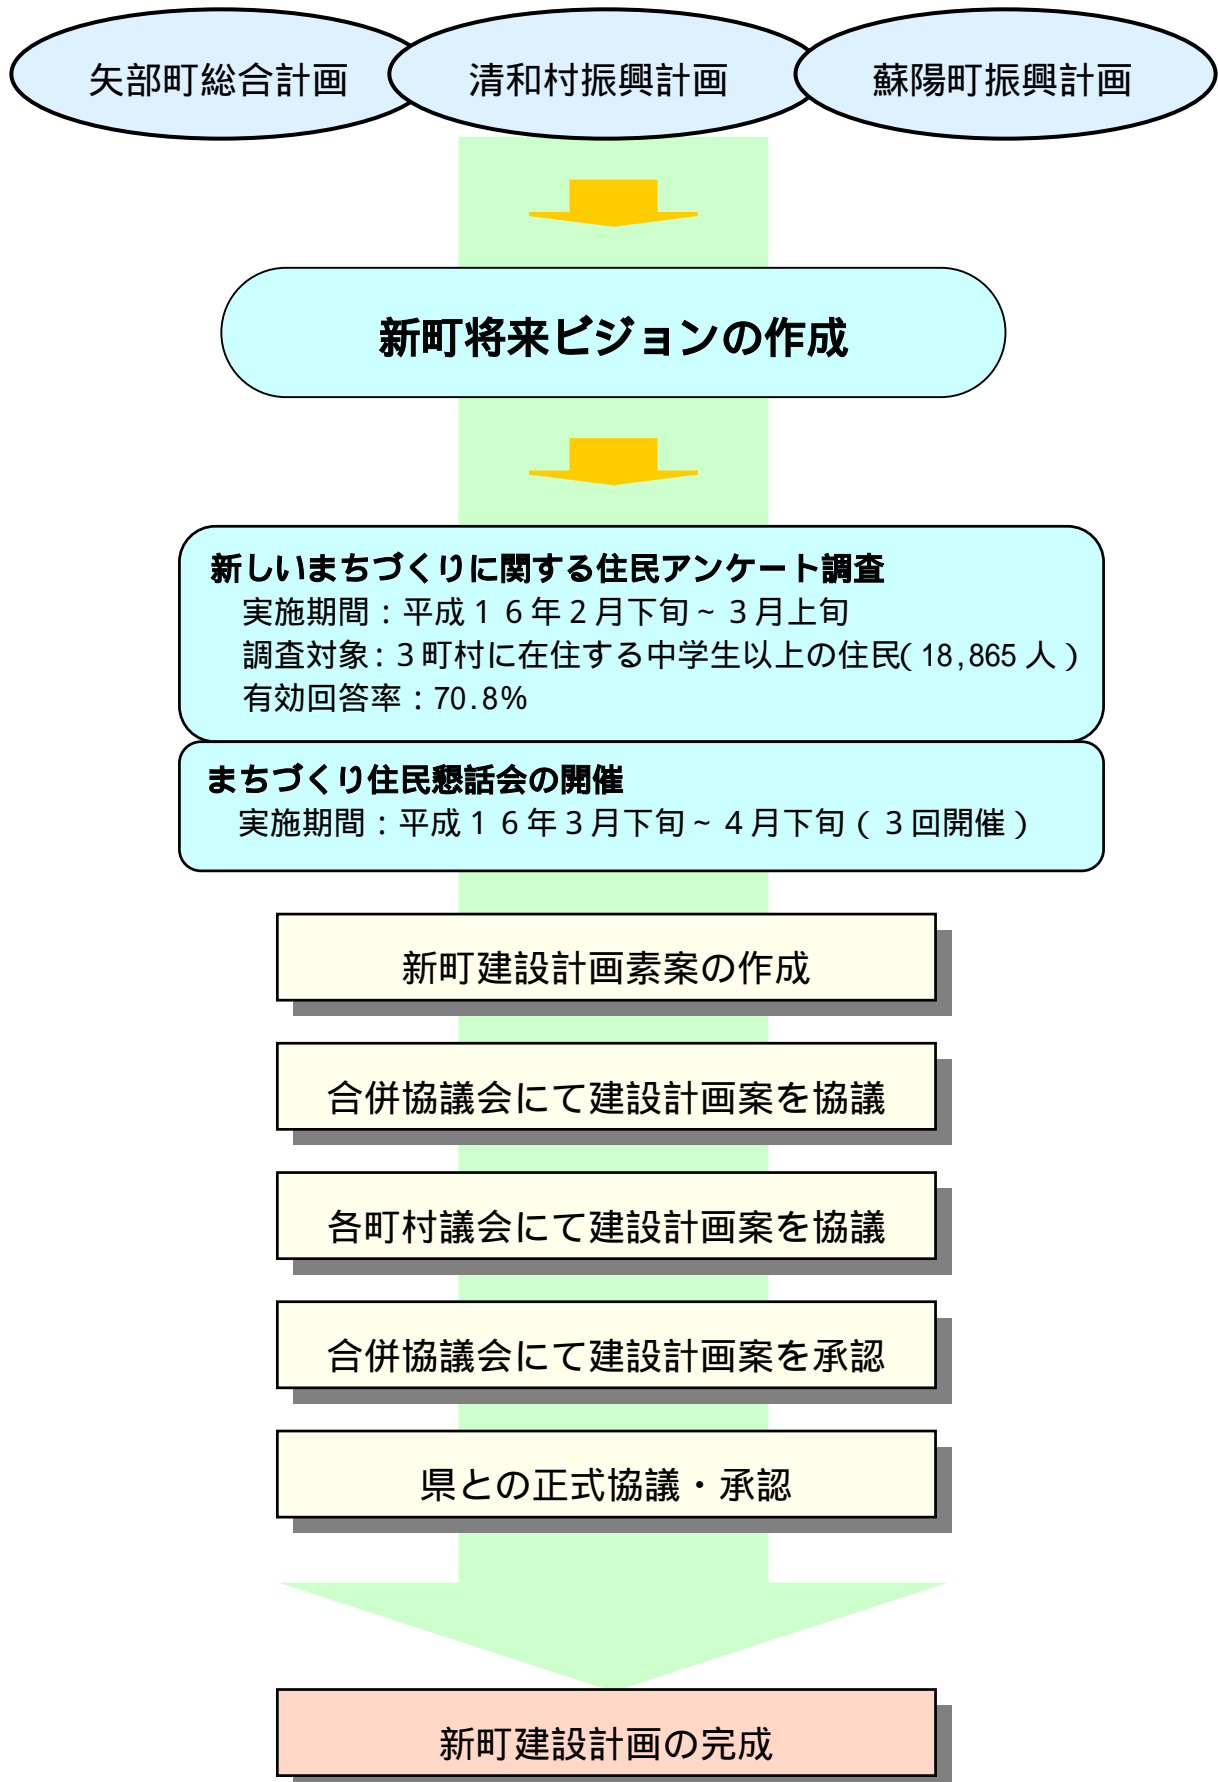 矢部町総合計画
清和村振興計画
蘇陽町振興計画
新町将来ビジョンの作成
新しいまちづくりに関する住民アンケート調査
実施期間：平成１６年２月下旬～３月上旬
調査対象：３町村に在住する中学生以上の住民（18,865人）
有効回答率：70.8％
まちづくり住民懇話会の開催
実施期間：平成１６年３月下旬～４月下旬（３回開催）
新町建設計画素案の作成
合併協議会にて建設計画案を協議
各町村議会にて建設計画案を協議
合併協議会にて建設計画案を承認
県との正式協議・承認
新町建設計画の完成